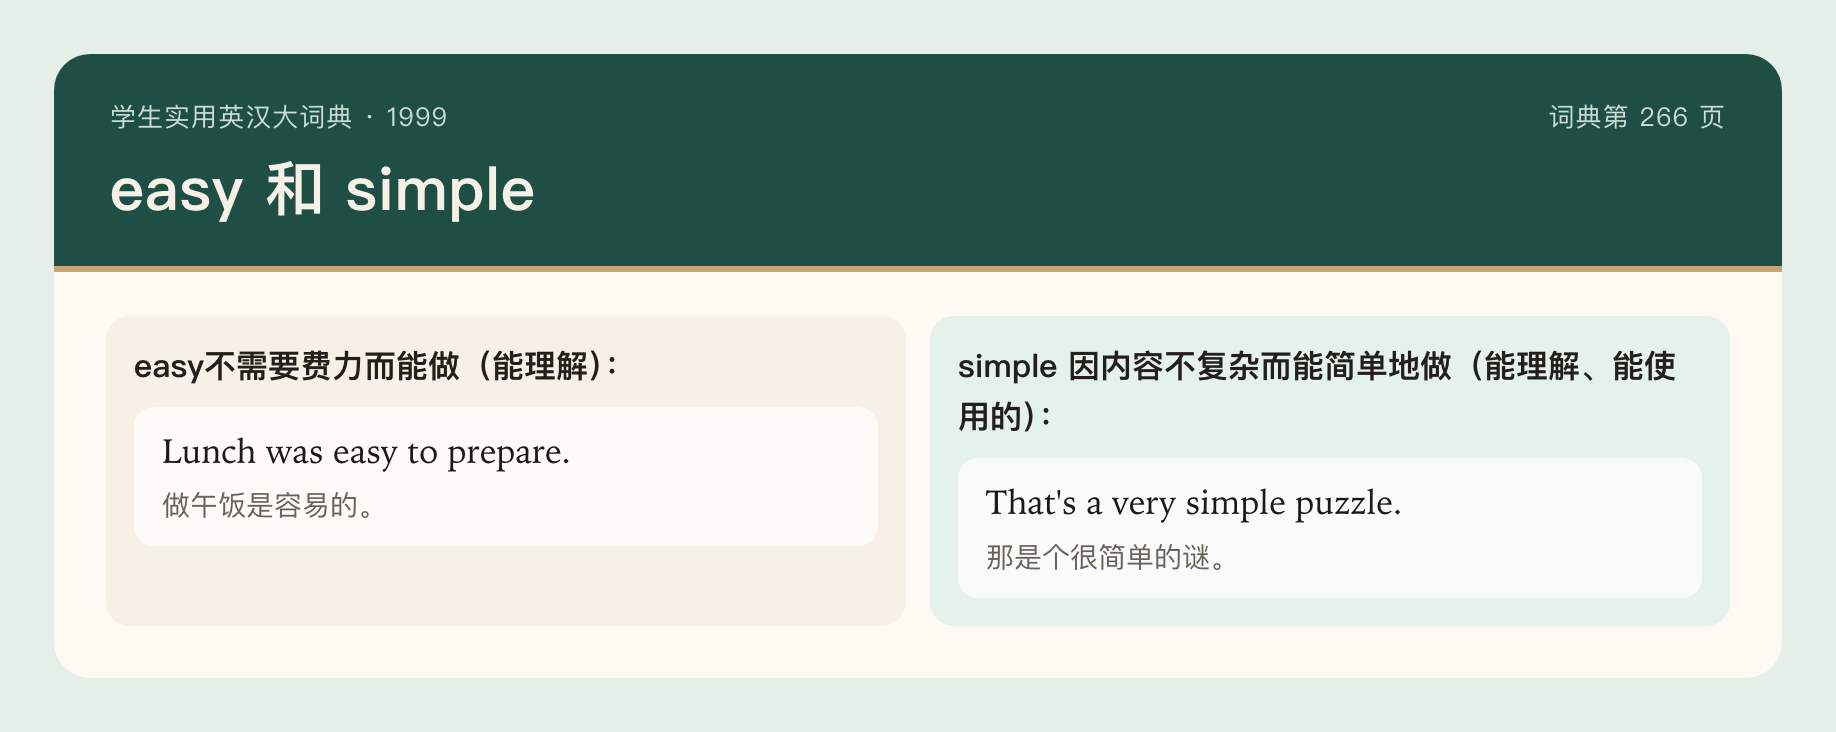 学生实用英汉大词典 · 1999
词典第 266 页
easy 和 simple
easy不需要费力而能做（能理解）：
Lunch was easy to prepare.
做午饭是容易的。
simple 因内容不复杂而能简单地做（能理解、能使
用的）：
That's a very simple puzzle.
那是个很简单的谜。